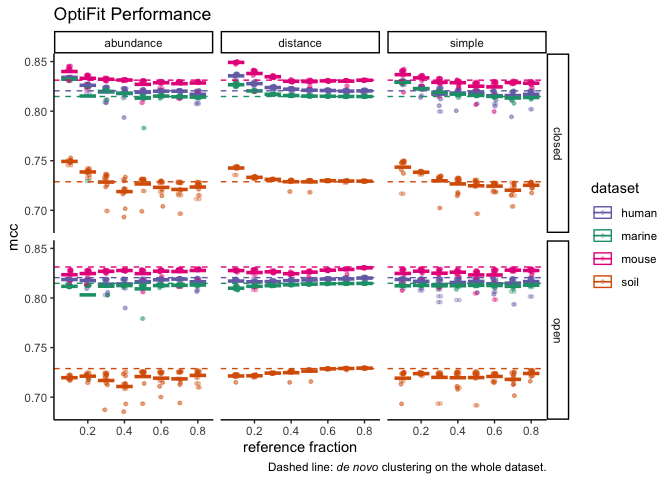 OptiFit Performance
abundance
distance
simple
0.85
0.80
0.75
0.70
closed
mcc
0.85
0.80
0.75
0.70
open
0.2 0.4 0.6 0.8
0.2 0.4 0.6 0.8
0.2 0.4 0.6 0.8
reference fraction
Dashed line: de novo clustering on the whole dataset.
dataset
human
marine
mouse
soil